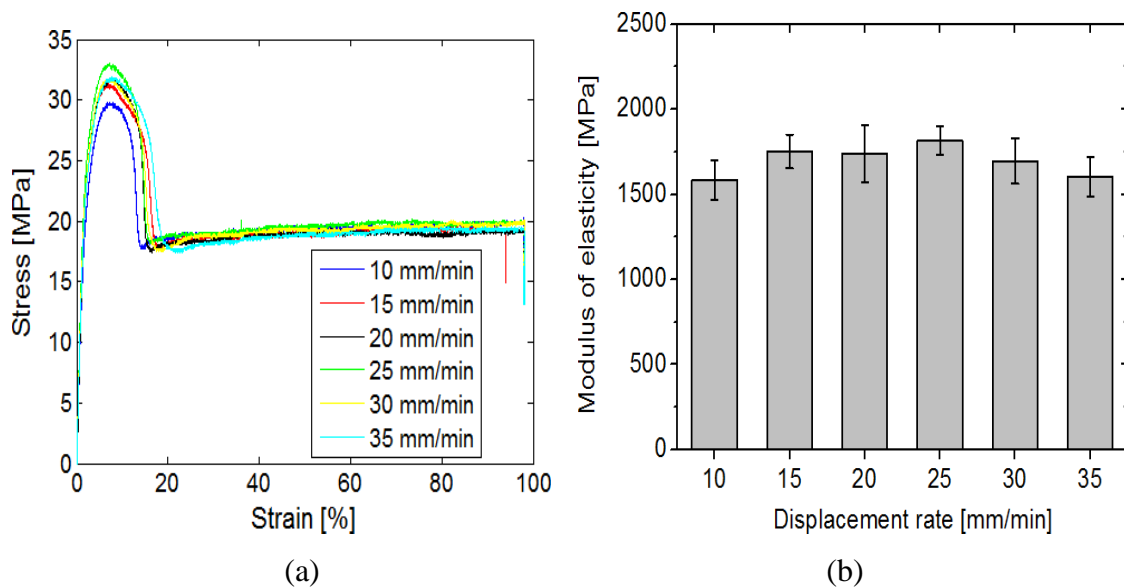 35
30
25
20
15
10
5
0
Stress [MPa]
0 20 40 60 80 100
Strain [%]
10 mm/min
15 mm/min
20 mm/min
25 mm/min
30 mm/min
35 mm/min
(a)
2500
2000
1500
1000
500
0
Modulus of elasticity [MPa]
10 15 20 25 30 35
Displacement rate [mm/min]
(b)